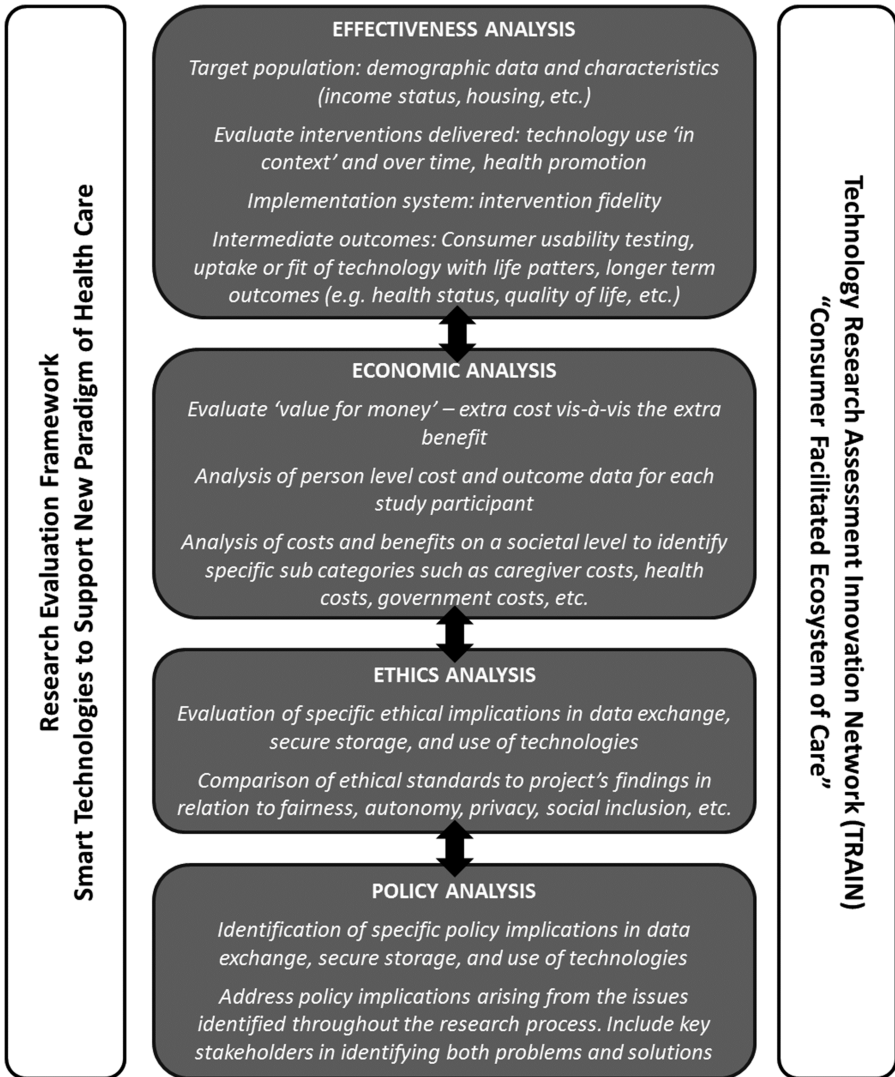 Research Evaluation Framework
Smart Technologies to Support New Paradigm of Health Care
EFFECTIVENESS ANALYSIS
Target population: demographic data and characteristics
(income status, housing, etc.)
Evaluate interventions delivered: technology use ‘in
context’ and over time, health promotion
Implementation system: intervention fidelity
Intermediate outcomes: Consumer usability testing,
uptake or fit of technology with life patters, longer term
outcomes (e.g. health status, quality of life, etc.)
ECONOMIC ANALYSIS
Evaluate ‘value for money’ – extra cost vis-à-vis the extra
benefit
Analysis of person level cost and outcome data for each
study participant
Analysis of costs and benefits on a societal level to identify
specific sub categories such as caregiver costs, health
costs, government costs, etc.
ETHICS ANALYSIS
Evaluation of specific ethical implications in data exchange,
secure storage, and use of technologies
Comparison of ethical standards to project’s findings in
relation to fairness, autonomy, privacy, social inclusion, etc.
POLICY ANALYSIS
Identification of specific policy implications in data
exchange, secure storage, and use of technologies
Address policy implications arising from the issues
identified throughout the research process. Include key
stakeholders in identifying both problems and solutions
Technology Research Assessment Innovation Network (TRAIN)
“Consumer Facilitated Ecosystem of Care”